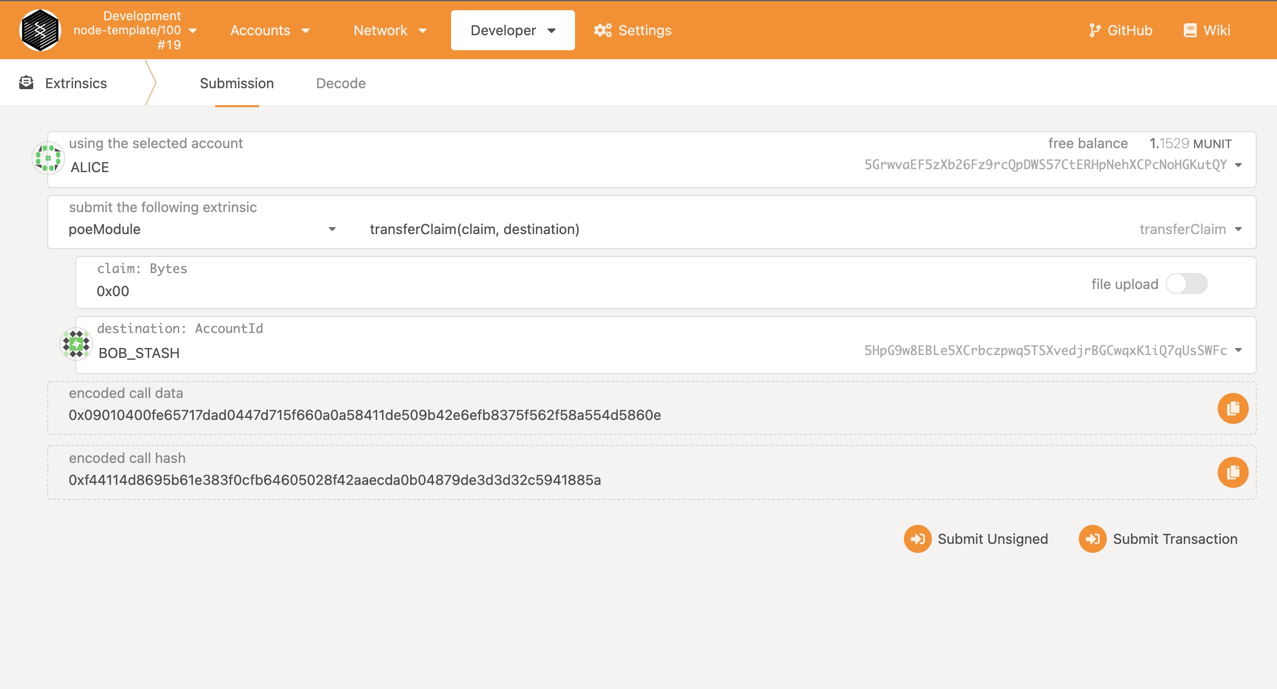 Development
node-template/100
#19
Accounts
Network
Developer
Settings
GitHub
Wiki
Extrinsics
Submission
Decode
using the selected account
free balance 1.1529 MUNIT
ALICE
5GrwvaEF5zXb26Fz9rcQpDWS57CtERHpNehXCPcNoHGKutQY
submit the following extrinsic
poeModule
transferClaim(claim, destination)
transferClaim
claim: Bytes
0x00
file upload
destination: AccountId
BOB_STASH
5HpG9w8EBLe5XCrbczpwq5TSXvedjrBGCwqxK1iQ7qUsSWFc
encoded call data
0x09010400fe65717dad0447d715f660a0a58411de509b42e6efb8375f562f58a554d5860e
encoded call hash
0xf44114d8695b61e383f0cfb64605028f42aaecda0b04879de3d3d32c5941885a
Submit Unsigned
Submit Transaction